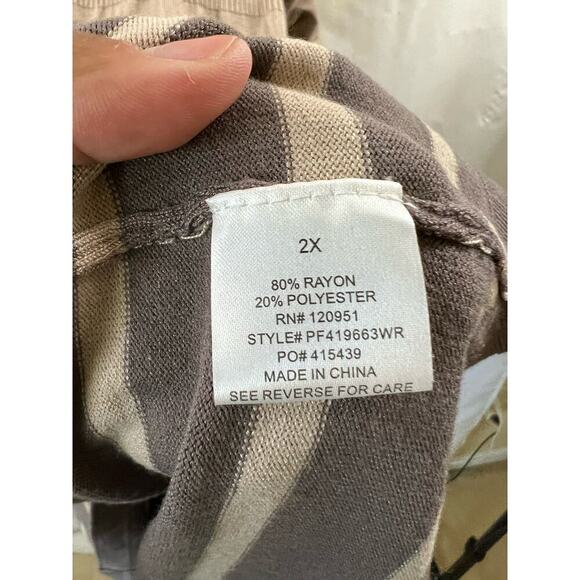 2X
80% RAYON
20% POLYESTER
RN# 120951
STYLE# PF419663WR
PO# 415439
MADE IN CHINA
SEE REVERSE FOR CARE